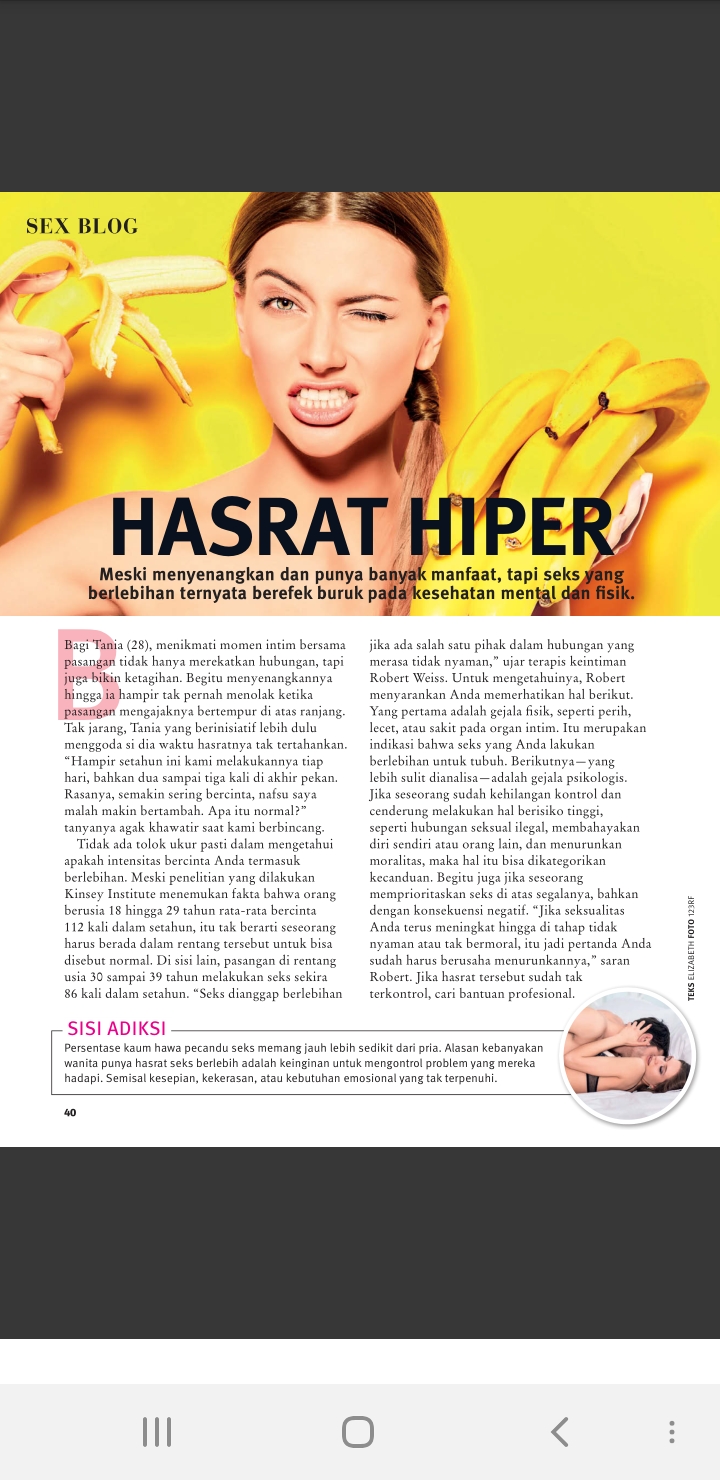 SEX BLOG
HASRAT HIPER
Meski menyenangkan dan punya banyak manfaat, tapi seks yang
berlebihan ternyata berefek buruk pada kesehatan mental dan fisik.
Bagi Tania (28), menikmati momen intim bersama
pasangan tidak hanya merekatkan hubungan, tapi
juga bikin ketagihan. Begitu menyenangkannya
hingga ia hampir tak pernah menolak ketika
pasangan mengajaknya bertempur di atas ranjang.
Tak jarang, Tania yang berinisiatif lebih dulu
menggoda si dia waktu hasratnya tak tertahankan.
“Hampir setahun ini kami melakukannya tiap
hari, bahkan dua sampai tiga kali di akhir pekan.
Rasanya, semakin sering bercinta, nafsu saya
malah makin bertambah. Apa itu normal?”
tanyanya agak khawatir saat kami berbincang.
Tidak ada tolok ukur pasti dalam mengetahui
apakah intensitas bercinta Anda termasuk
berlebihan. Meski penelitian yang dilakukan
Kinsey Institute menemukan fakta bahwa orang
berusia 18 hingga 29 tahun rata-rata bercinta
112 kali dalam setahun, itu tak berarti seseorang
harus berada dalam rentang tersebut untuk bisa
disebut normal. Di sisi lain, pasangan di rentang
usia 30 sampai 39 tahun melakukan seks sekira
86 kali dalam setahun. “Seks dianggap berlebihan
jika ada salah satu pihak dalam hubungan yang
merasa tidak nyaman,” ujar terapis keintiman
Robert Weiss. Untuk mengetahuinya, Robert
menyarankan Anda memerhatikan hal berikut.
Yang pertama adalah gejala fisik, seperti perih,
lecet, atau sakit pada organ intim. Itu merupakan
indikasi bahwa seks yang Anda lakukan
berlebihan untuk tubuh. Berikutnya—yang
lebih sulit dianalisa—adalah gejala psikologis.
Jika seseorang sudah kehilangan kontrol dan
cenderung melakukan hal berisiko tinggi,
seperti hubungan seksual ilegal, membahayakan
diri sendiri atau orang lain, dan menurunkan
moralitas, maka hal itu bisa dikategorikan
kecanduan. Begitu juga jika seseorang
memprioritaskan seks di atas segalanya, bahkan
dengan konsekuensi negatif. “Jika seksualitas
Anda terus meningkat hingga di tahap tidak
nyaman atau tak bermoral, itu jadi pertanda Anda
sudah harus berusaha menurunkannya,” saran
Robert. Jika hasrat tersebut sudah tak
terkontrol, cari bantuan profesional.
TEKS ELIZABETH FOTO 123RF
SISI ADIKSI
Persentase kaum hawa pecandu seks memang jauh lebih sedikit dari pria. Alasan kebanyakan
wanita punya hasrat seks berlebih adalah keinginan untuk mengontrol problem yang mereka
hadapi. Semisal kesepian, kekerasan, atau kebutuhan emosional yang tak terpenuhi.
40